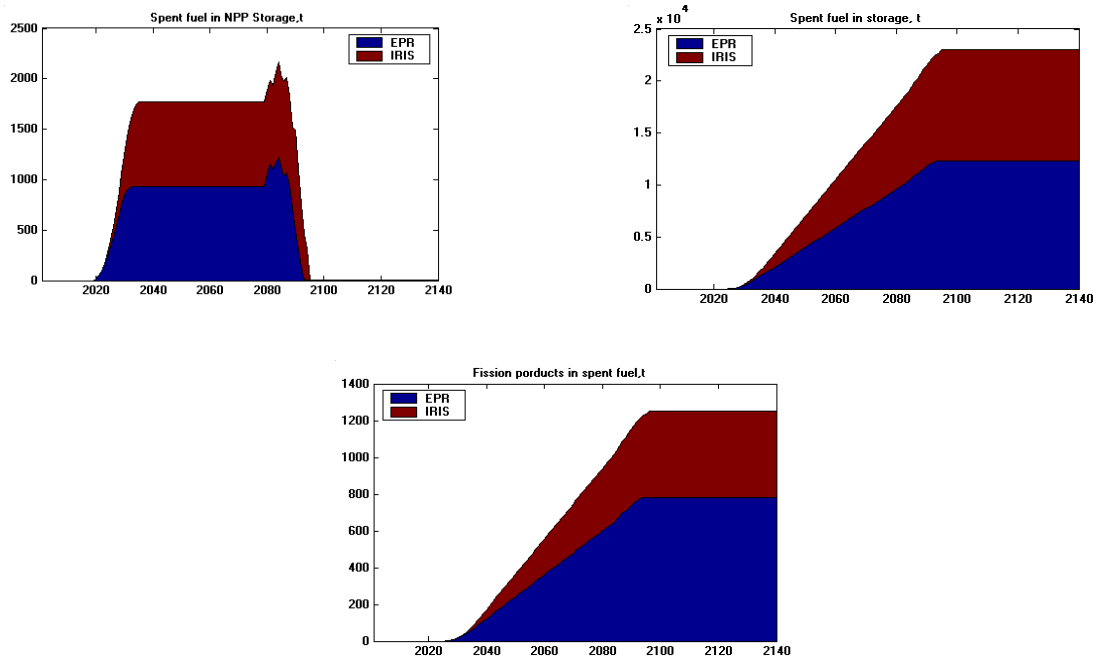 Spent fuel in NPP Storage,t
2500
2000
1500
1000
500
0
EPR
IRIS
2020 2040 2060 2080 2100 2120 2140
Spent fuel in storage, t
x 10^4
2.5
2
1.5
1
0.5
0
EPR
IRIS
2020 2040 2060 2080 2100 2120 2140
Fission porducts in spent fuel,t
1400
1200
1000
800
600
400
200
0
EPR
IRIS
2020 2040 2060 2080 2100 2120 2140